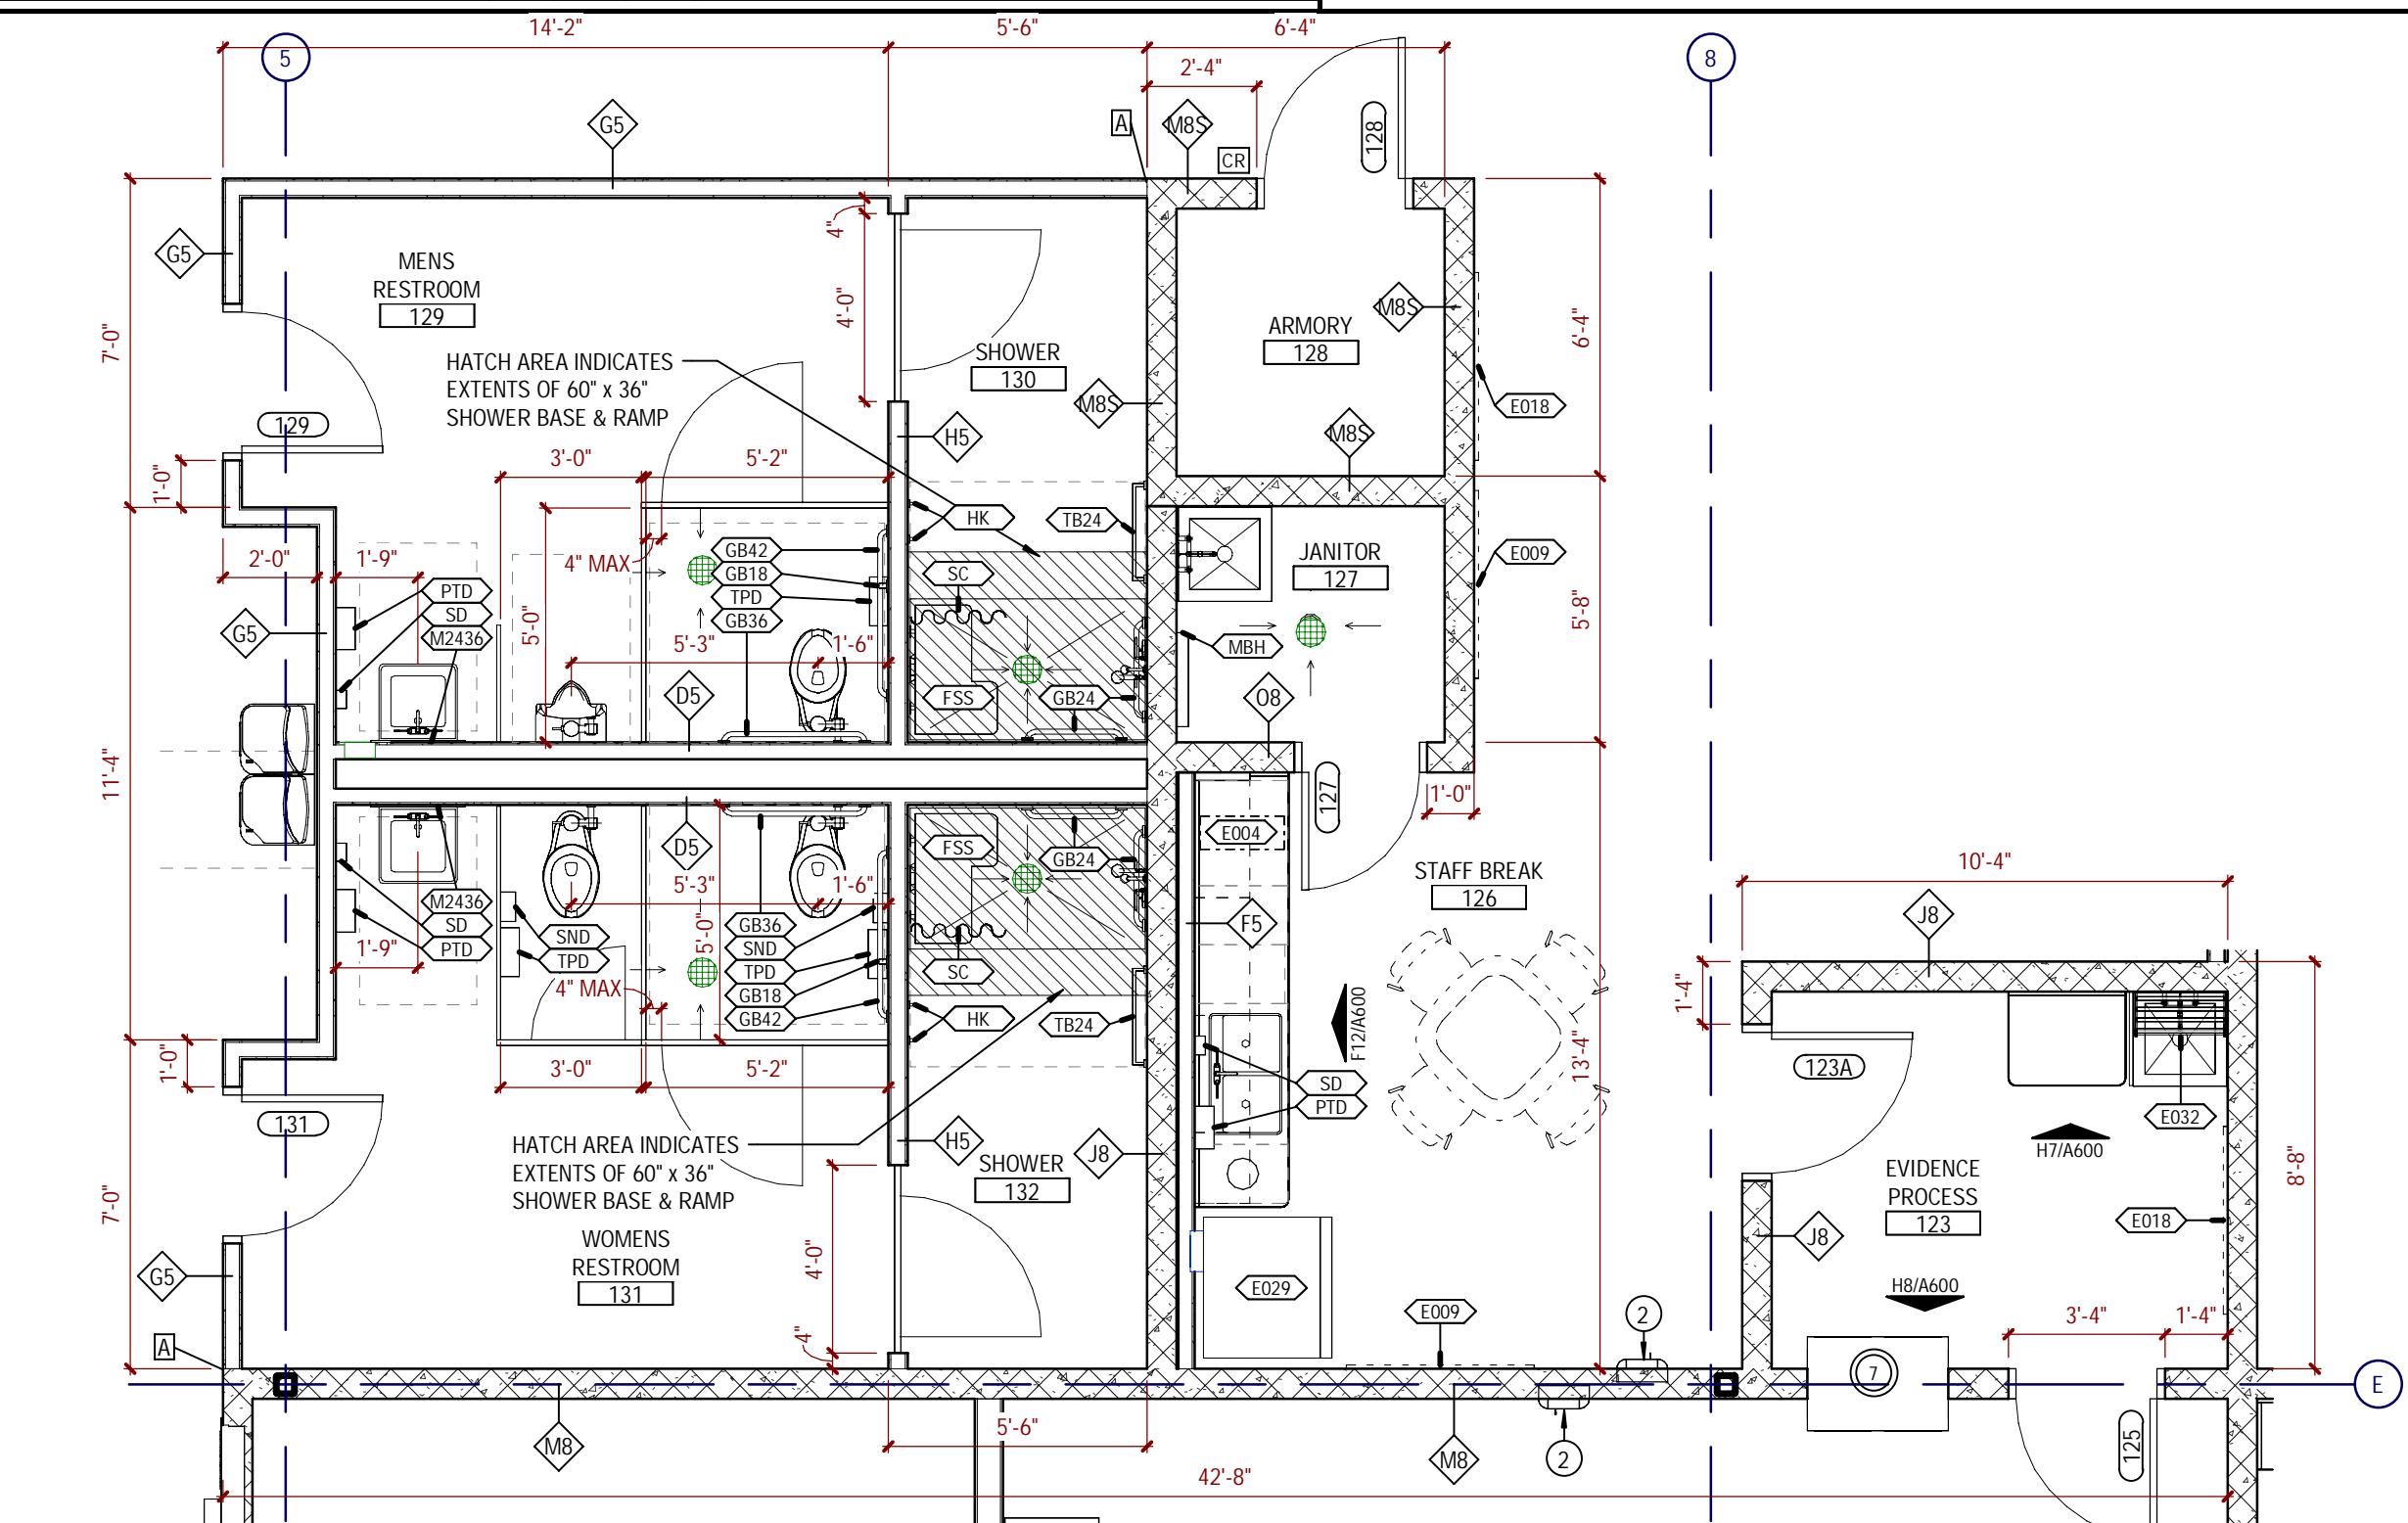 14'-2"
5'-6"
6'-4"
5
8
2'-4"
G5
A
M8S
128
CR
G5
4"
MENS
RESTROOM
129
4'-0"
M8S
ARMORY
128
6'-4"
7'-0"
HATCH AREA INDICATES
EXTENTS OF 60" x 36"
SHOWER BASE & RAMP
SHOWER
130
M8S
E018
129
H5
M8S
3'-0"
5'-2"
1'-0"
HK
TB24
2'-0"
1'-9"
4" MAX
GB42
GB18
TPD
GB36
SC
JANITOR
127
E009
PTD
SD
M2436
G5
5'-0"
5'-3"
1'-6"
MBH
5'-8"
D5
FSS
GB24
O8
11'-4"
127
1'-0"
D5
FSS
GB24
E004
STAFF BREAK
126
10'-4"
5'-3"
1'-6"
M2436
SD
PTD
1'-9"
SND
TPD
5'-0"
GB36
SND
TPD
GB18
GB42
4" MAX
SC
F5
J8
HK
TB24
F12/A600
1'-4"
1'-0"
3'-0"
5'-2"
SD
PTD
13'-4"
123A
E032
131
HATCH AREA INDICATES
EXTENTS OF 60" x 36"
SHOWER BASE & RAMP
H5
SHOWER
132
J8
H7/A600
EVIDENCE
PROCESS
123
E018
8'-8"
7'-0"
WOMENS
RESTROOM
131
4'-0"
J8
G5
E029
E009
2
H8/A600
3'-4"
1'-4"
A
4"
7
E
5'-6"
M8
M8
2
125
42'-8"